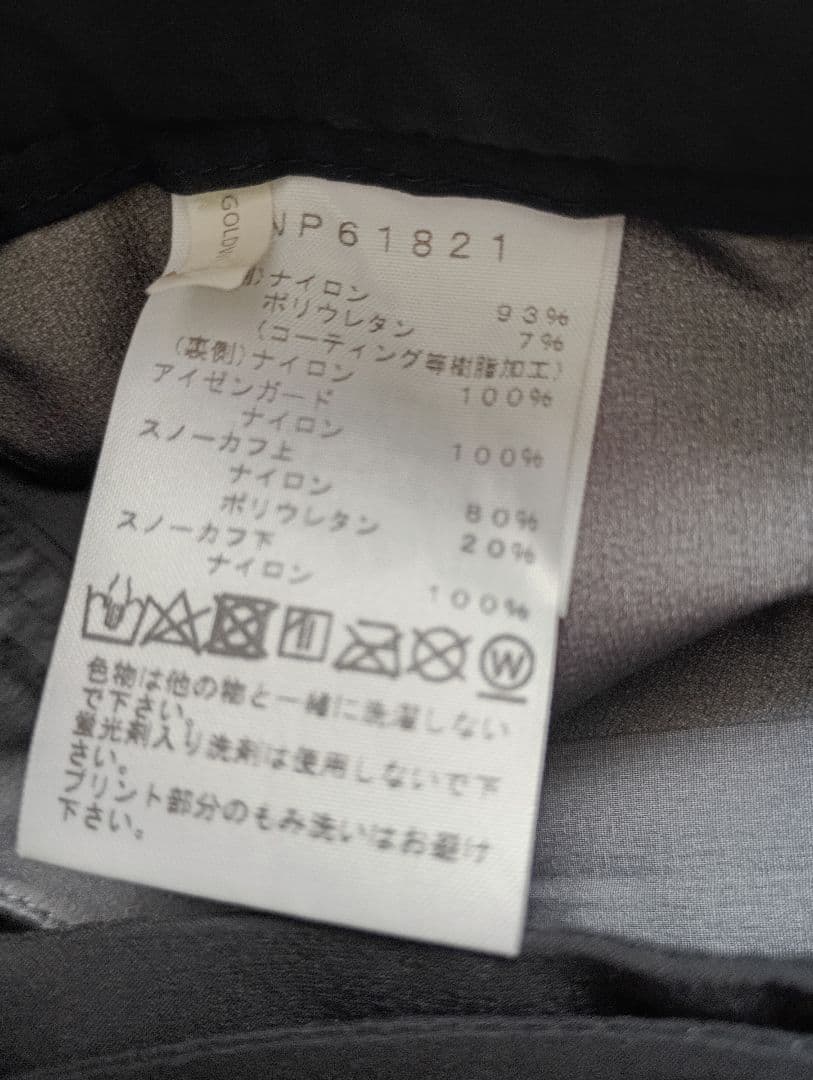 GOLDW
NP61821
ナイロン 93%
ポリウレタン 7%
(コーティング等樹脂加工)
(裏側)ナイロン 100%
アイゼンガード
ナイロン 100%
スノーカフ上
ナイロン 80%
ポリウレタン 20%
スノーカフ下
ナイロン 100%
W
色物は他の物と一緒に洗濯しない
で下さい。
蛍光剤入り洗剤は使用しないで下
さい。
プリント部分のもみ洗いはお避け
下さい。